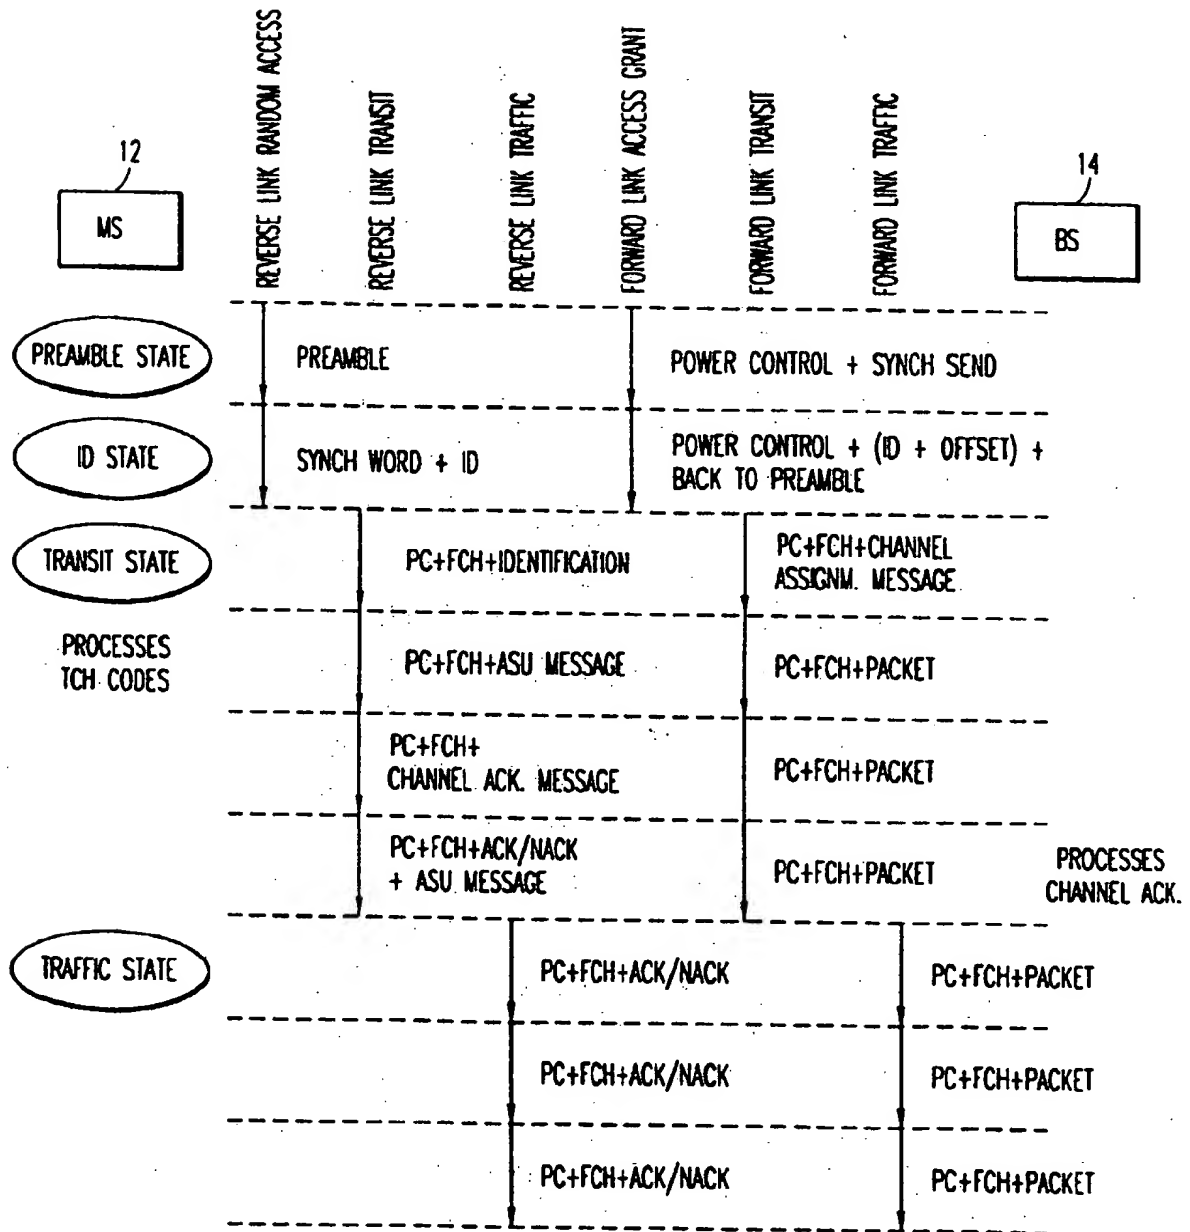 REVERSE LINK RANDOM ACCESS
REVERSE LINK TRANSIT
REVERSE LINK TRAFFIC
FORWARD LINK ACCESS GRANT
FORWARD LINK TRANSIT
FORWARD LINK TRAFFIC
12
MS
14
BS
PREAMBLE STATE
PREAMBLE
POWER CONTROL + SYNCH SEND
ID STATE
SYNCH WORD + ID
POWER CONTROL + (ID + OFFSET) +
BACK TO PREAMBLE
TRANSIT STATE
PC+FCH+IDENTIFICATION
PC+FCH+CHANNEL
ASSIGNM. MESSAGE
PROCESSES
TCH CODES
PC+FCH+ASU MESSAGE
PC+FCH+PACKET
PC+FCH+
CHANNEL ACK. MESSAGE
PC+FCH+PACKET
PC+FCH+ACK/NACK
+ ASU MESSAGE
PC+FCH+PACKET
PROCESSES
CHANNEL ACK.
TRAFFIC STATE
PC+FCH+ACK/NACK
PC+FCH+PACKET
PC+FCH+ACK/NACK
PC+FCH+PACKET
PC+FCH+ACK/NACK
PC+FCH+PACKET